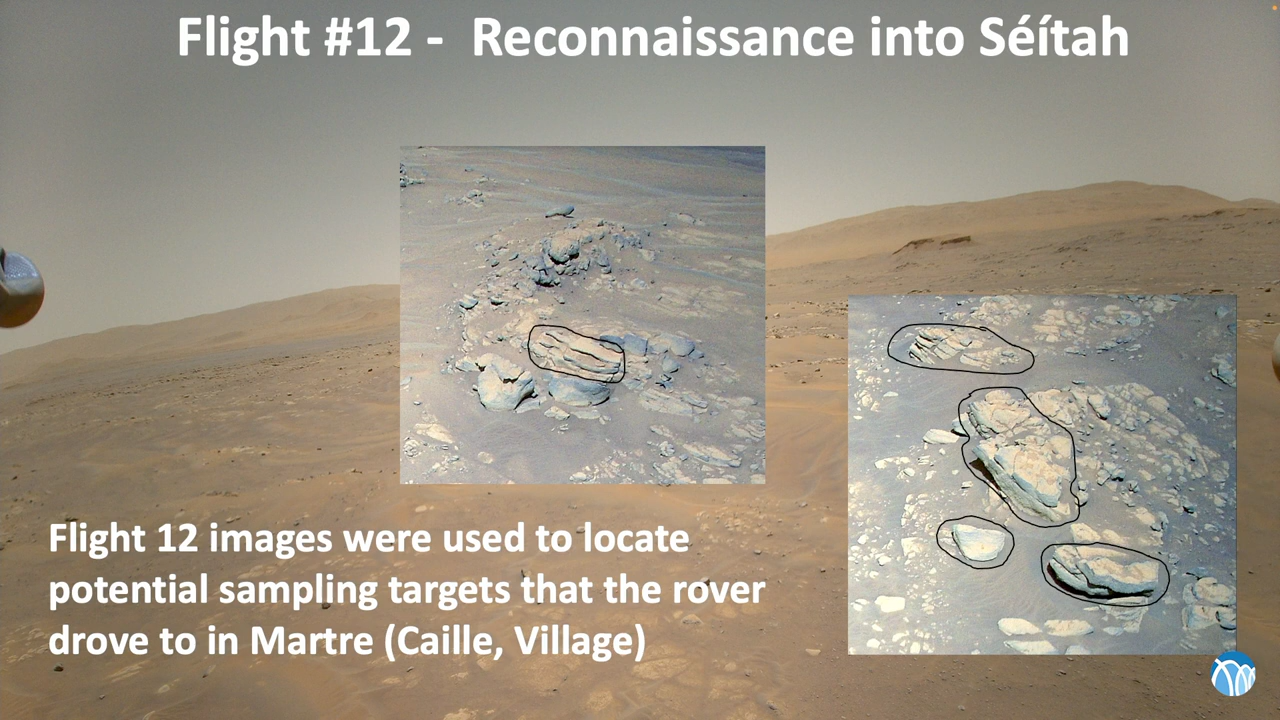 Flight #12 - Reconnaissance into Séítah
Flight 12 images were used to locate
potential sampling targets that the rover
drove to in Martre (Caille, Village)